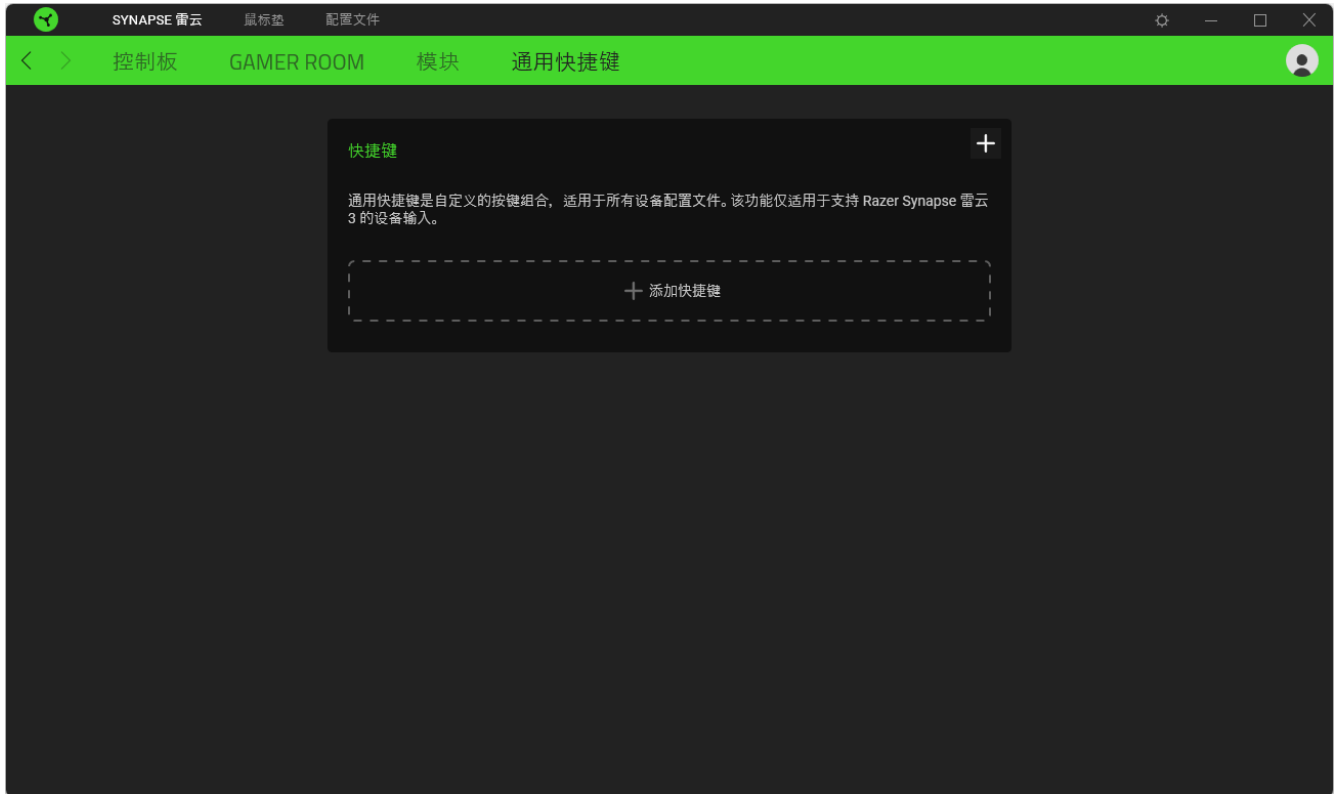 SYNAPSE 雷云 鼠标垫 配置文件
控制板 GAMER ROOM 模块 通用快捷键
快捷键
通用快捷键是自定义的按键组合，适用于所有设备配置文件。该功能仅适用于支持 Razer Synapse 雷云
3 的设备输入。
添加快捷键